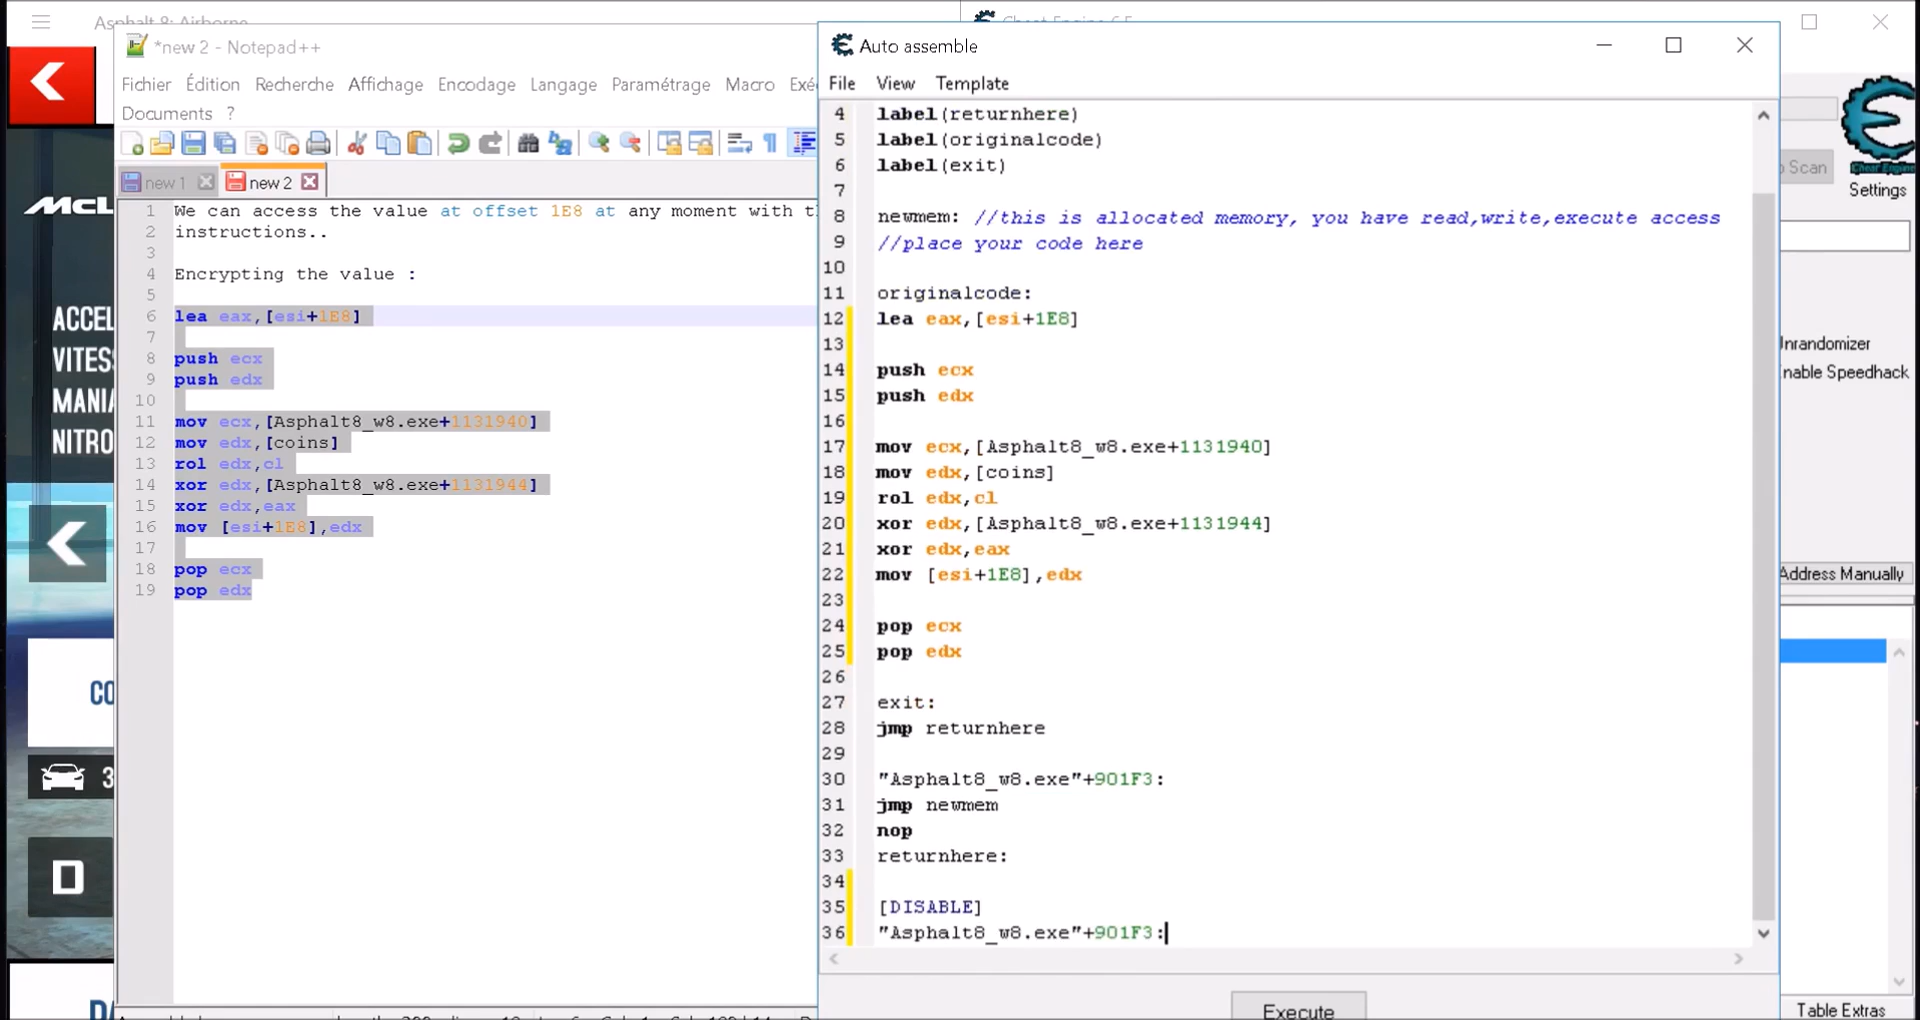 Asphalt 8: Airborne
*new 2 - Notepad++
Fichier Édition Recherche Affichage Encodage Langage Paramétrage Macro
Documents ?
new 1
new 2
1 We can access the value at offset 1E8 at any moment with
2 instructions..
3
4 Encrypting the value :
5
6 lea eax,[esi+1E8]
7
8 push ecx
9 push edx
10
11 mov ecx,[Asphalt8_w8.exe+1131940]
12 mov edx,[coins]
13 rol edx,cl
14 xor edx,[Asphalt8_w8.exe+1131944]
15 xor edx,eax
16 mov [esi+1E8],edx
17
18 pop ecx
19 pop edx
McL
ACCEL
VITESS
MANIA
NITRO
CO
3
D
Auto assemble
File View Template
4 label(returnhere)
5 label(originalcode)
6 label(exit)
7
8 newmem: //this is allocated memory, you have read,write,execute access
9 //place your code here
10
11 originalcode:
12 lea eax,[esi+1E8]
13
14 push ecx
15 push edx
16
17 mov ecx,[Asphalt8_w8.exe+1131940]
18 mov edx,[coins]
19 rol edx,cl
20 xor edx,[Asphalt8_w8.exe+1131944]
21 xor edx,eax
22 mov [esi+1E8],edx
23
24 pop ecx
25 pop edx
26
27 exit:
28 jmp returnhere
29
30 "Asphalt8_w8.exe"+901F3:
31 jmp newmem
32 nop
33 returnhere:
34
35 [DISABLE]
36 "Asphalt8_w8.exe"+901F3:
Execute
Scan
Settings
Unrandomizer
nable Speedhack
Address Manually
Table Extras